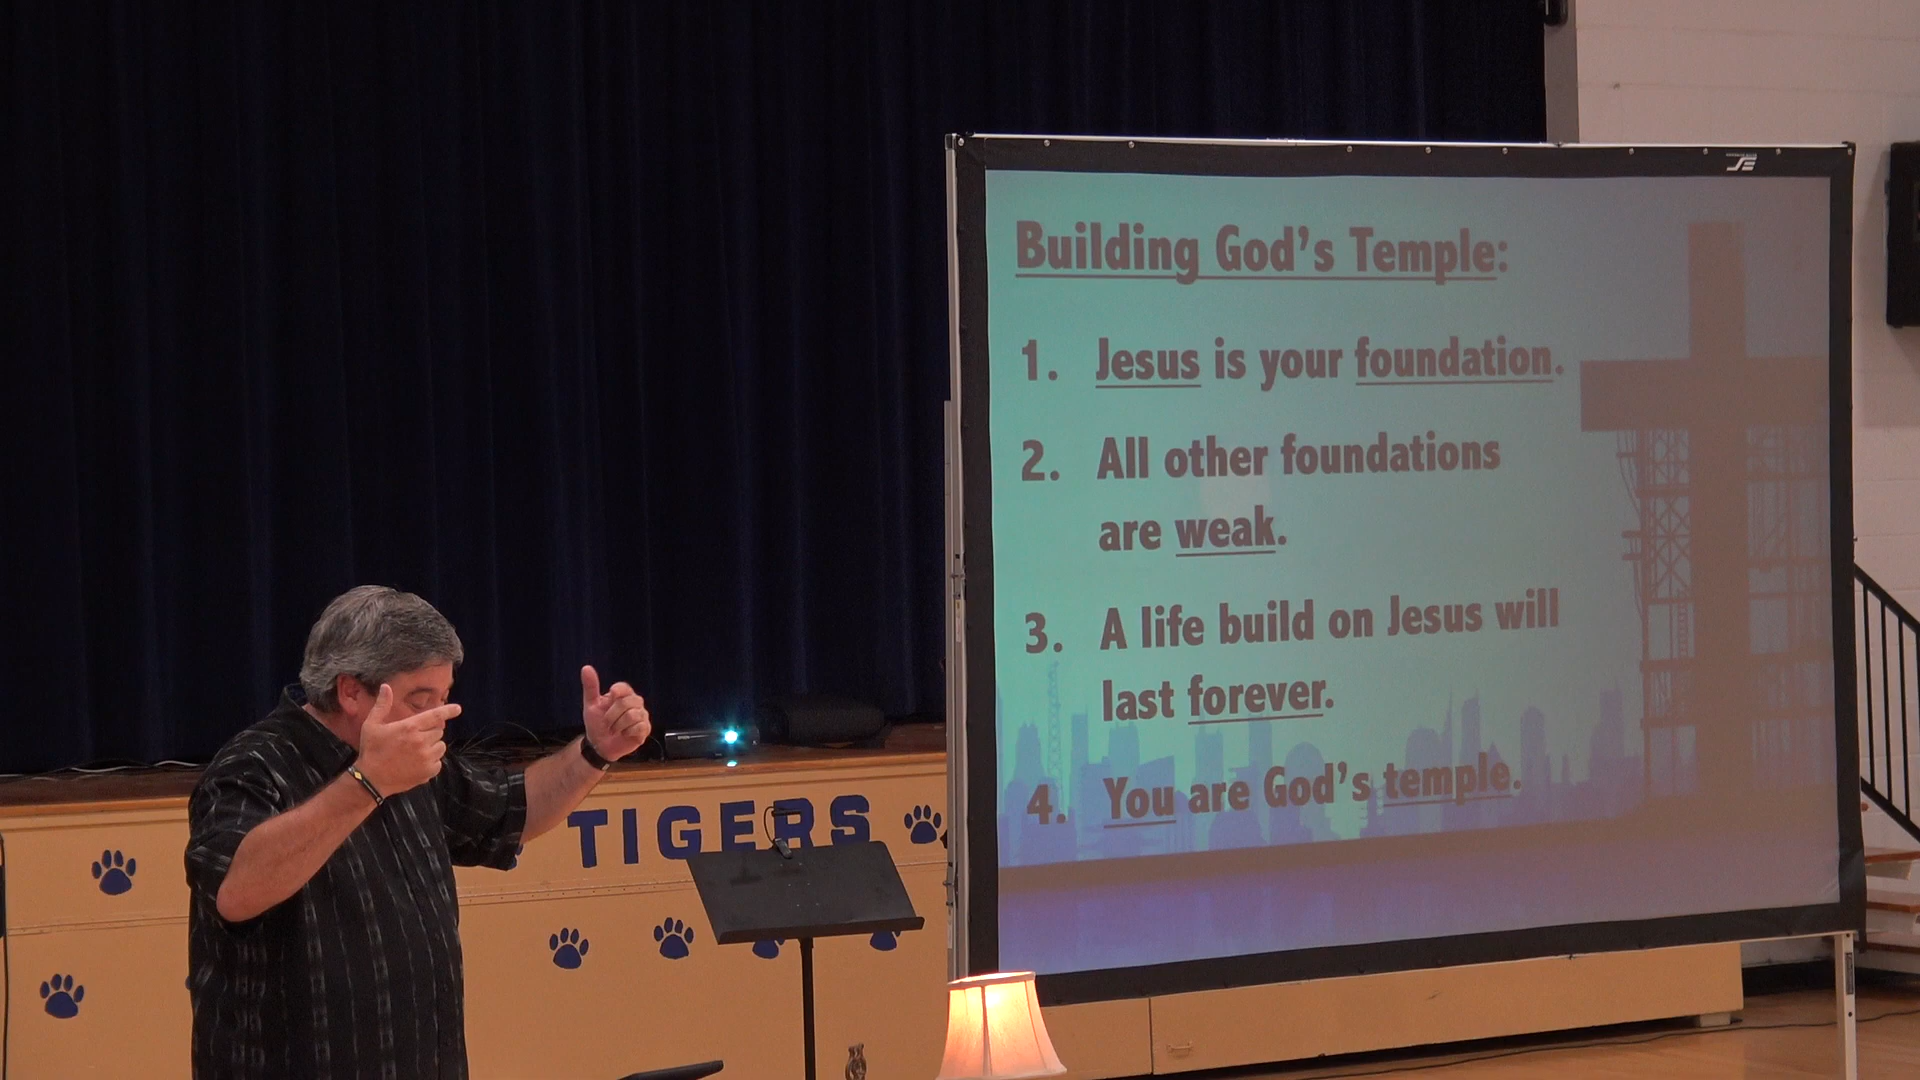 Building God's Temple:
1. Jesus is your foundation.
2. All other foundations
are weak.
3. A life build on Jesus will
last forever.
4. You are God's temple.
TIGERS